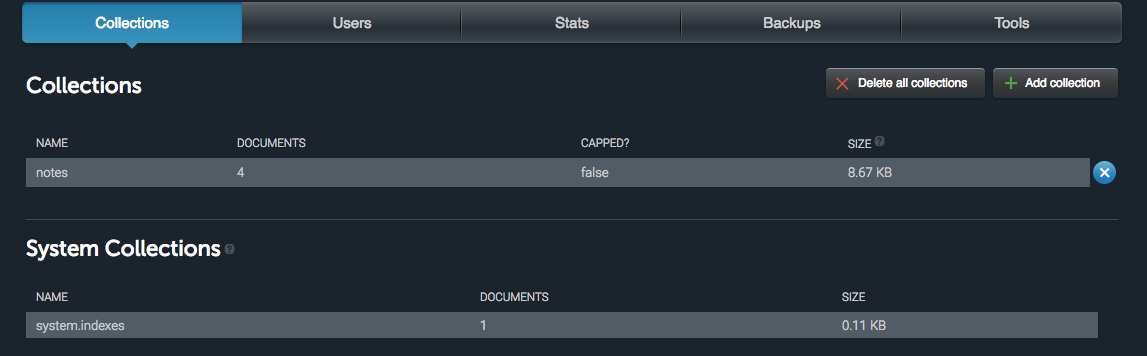 Collections Users Stats Backups Tools
Collections
Delete all collections Add collection
NAME DOCUMENTS CAPPED? SIZE ?
notes 4 false 8.67 KB
System Collections ?
NAME DOCUMENTS SIZE
system.indexes 1 0.11 KB